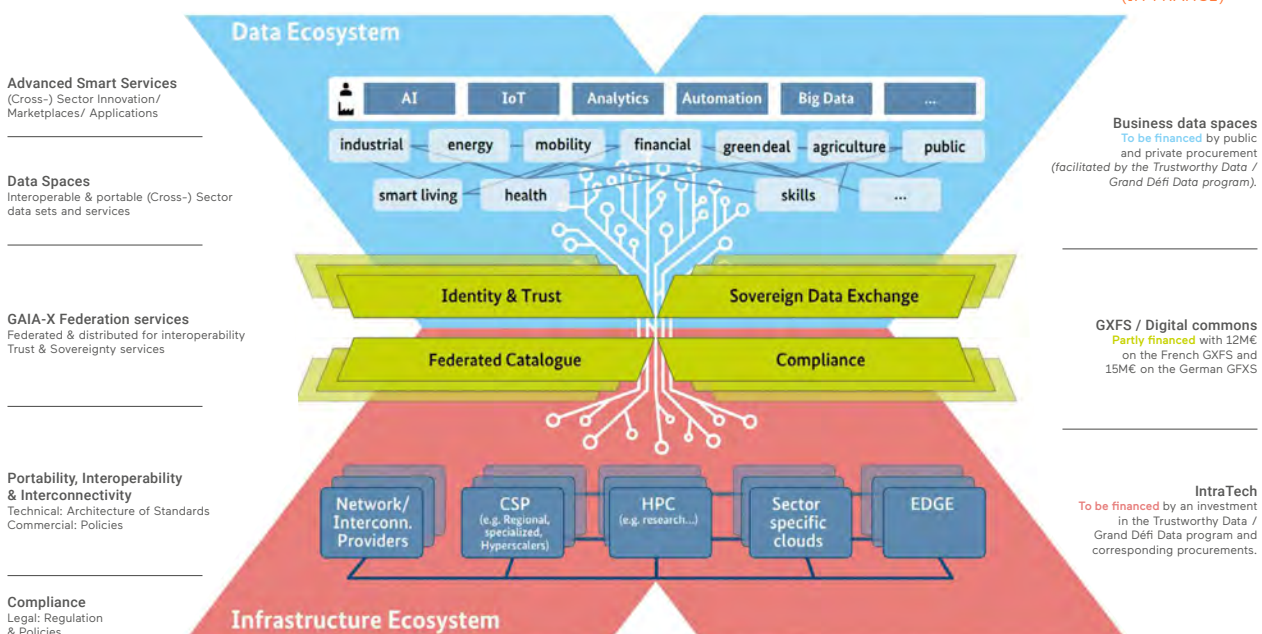 Data Ecosystem
Advanced Smart Services
(Cross-) Sector Innovation/
Marketplaces/ Applications
AI
IoT
Analytics
Automation
Big Data
...
industrial
energy
mobility
financial
green deal
agriculture
public
smart living
health
skills
...
Data Spaces
Interoperable & portable (Cross-) Sector
data sets and services
Business data spaces
To be financed by public
and private procurement
(facilitated by the Trustworthy Data /
Grand Défi Data program).
Identity & Trust
Sovereign Data Exchange
Federated Catalogue
Compliance
GAIA-X Federation services
Federated & distributed for interoperability
Trust & Sovereignty services
GXFS / Digital commons
Partly financed with 12M€
on the French GXFS and
15M€ on the German GFXS
Portability, Interoperability
& Interconnectivity
Technical: Architecture of Standards
Commercial: Policies
Network/
Interconn.
Providers
CSP
(e.g. Regional,
specialized,
Hyperscalers)
HPC
(e.g. research...)
Sector
specific
clouds
EDGE
IntraTech
To be financed by an investment
in the Trustworthy Data /
Grand Défi Data program and
corresponding procurements.
Compliance
Legal: Regulation
& Policies
Infrastructure Ecosystem